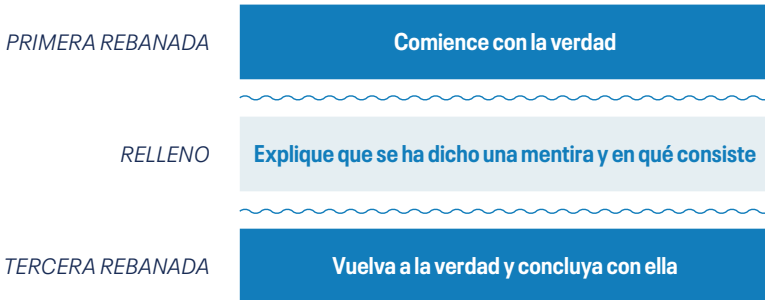 PRIMERA REBANADA
Comience con la verdad
RELLENO
Explique que se ha dicho una mentira y en qué consiste
TERCERA REBANADA
Vuelva a la verdad y concluya con ella